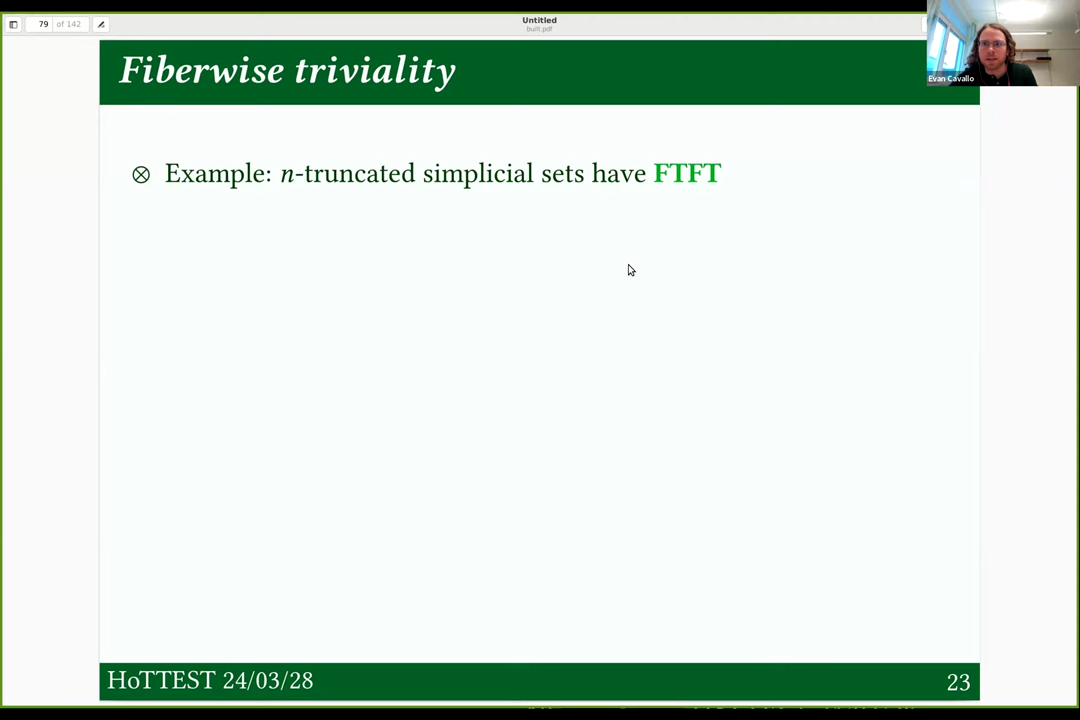 79 of 142
Untitled
built.pdf
Evan Cavallo
Fiberwise triviality
⊗ Example: n-truncated simplicial sets have FTFT
HoTTEST 24/03/28
23